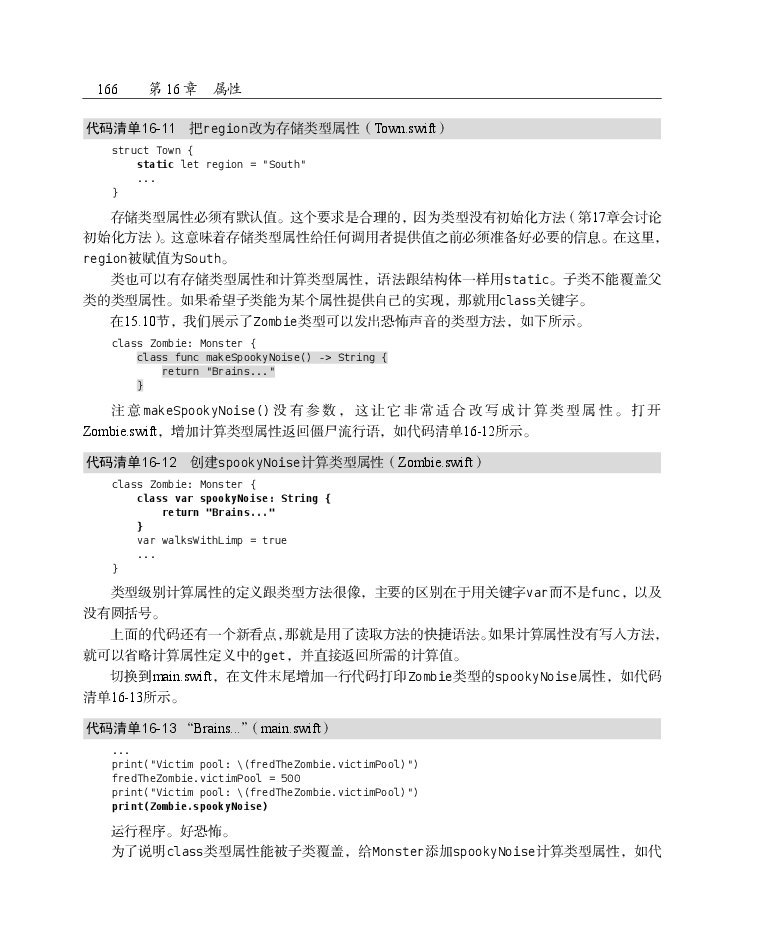 166 第 16 章 属性
代码清单16-11 把region改为存储类型属性（Town.swift）
struct Town {
static let region = "South"
...
}
存储类型属性必须有默认值。这个要求是合理的，因为类型没有初始化方法（第17章会讨论
初始化方法）。这意味着存储类型属性给任何调用者提供值之前必须准备好必要的信息。在这里，
region被赋值为South。
类也可以有存储类型属性和计算类型属性，语法跟结构体一样用static。子类不能覆盖父
类的类型属性。如果希望子类能为某个属性提供自己的实现，那就用class关键字。
在15.10节，我们展示了Zombie类型可以发出恐怖声音的类型方法，如下所示。
class Zombie: Monster {
class func makeSpookyNoise() -> String {
return "Brains..."
}
注意makeSpookyNoise()没有参数，这让它非常适合改写成计算类型属性。打开
Zombie.swift，增加计算类型属性返回僵尸流行语，如代码清单16-12所示。
代码清单16-12 创建spookyNoise计算类型属性（Zombie.swift）
class Zombie: Monster {
class var spookyNoise: String {
return "Brains..."
}
var walksWithLimp = true
...
}
类型级别计算属性的定义跟类型方法很像，主要的区别在于用关键字var而不是func，以及
没有圆括号。
上面的代码还有一个新看点，那就是用了读取方法的快捷语法。如果计算属性没有写入方法，
就可以省略计算属性定义中的get，并直接返回所需的计算值。
切换到main.swift，在文件末尾增加一行代码打印Zombie类型的spookyNoise属性，如代码
清单16-13所示。
代码清单16-13 “Brains...”（main.swift）
...
print("Victim pool: \(fredTheZombie.victimPool)")
fredTheZombie.victimPool = 500
print("Victim pool: \(fredTheZombie.victimPool)")
print(Zombie.spookyNoise)
运行程序。好恐怖。
为了说明class类型属性能被子类覆盖，给Monster添加spookyNoise计算类型属性，如代